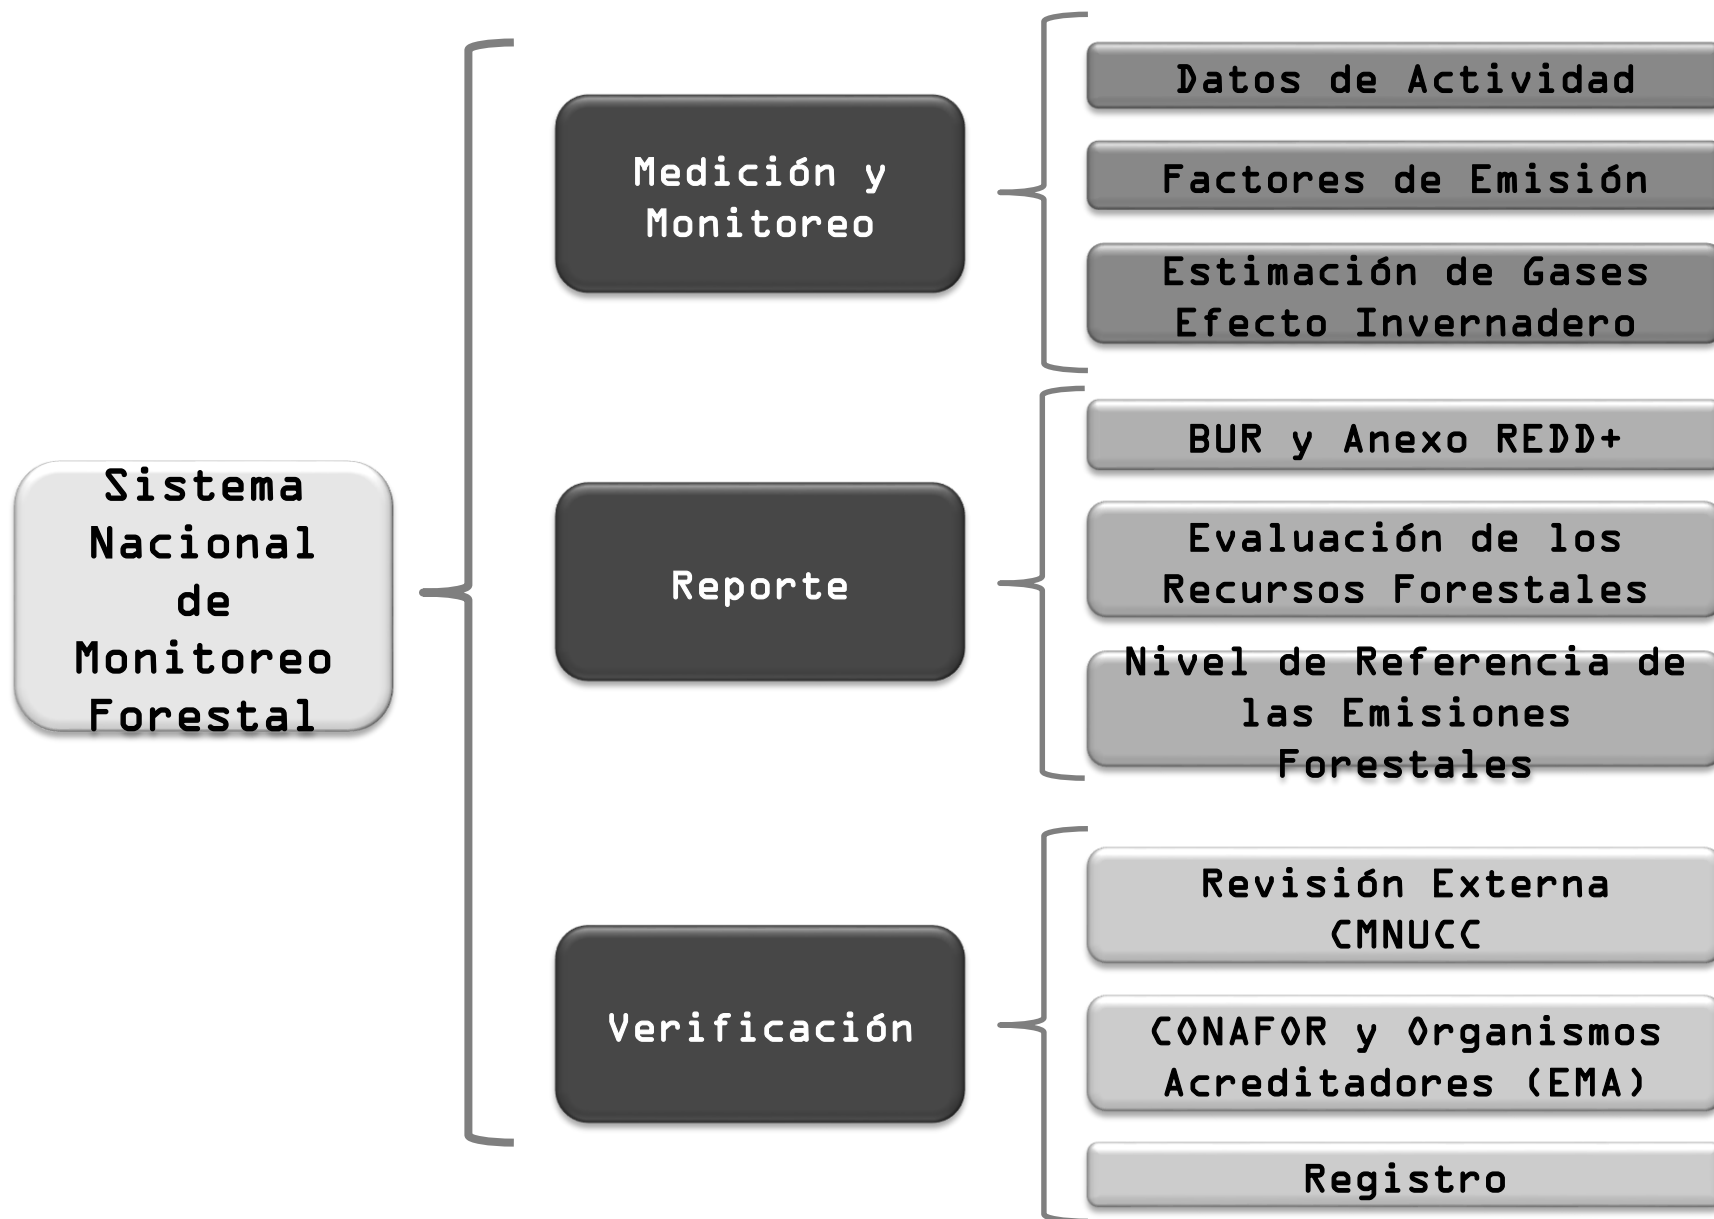 Sistema
Nacional
de
Monitoreo
Forestal
Medición y
Monitoreo
Datos de Actividad
Factores de Emisión
Estimación de Gases
Efecto Invernadero
Reporte
BUR y Anexo REDD+
Evaluación de los
Recursos Forestales
Nivel de Referencia de
las Emisiones
Forestales
Verificación
Revisión Externa
CMNUCC
CONAFOR y Organismos
Acreditadores (EMA)
Registro